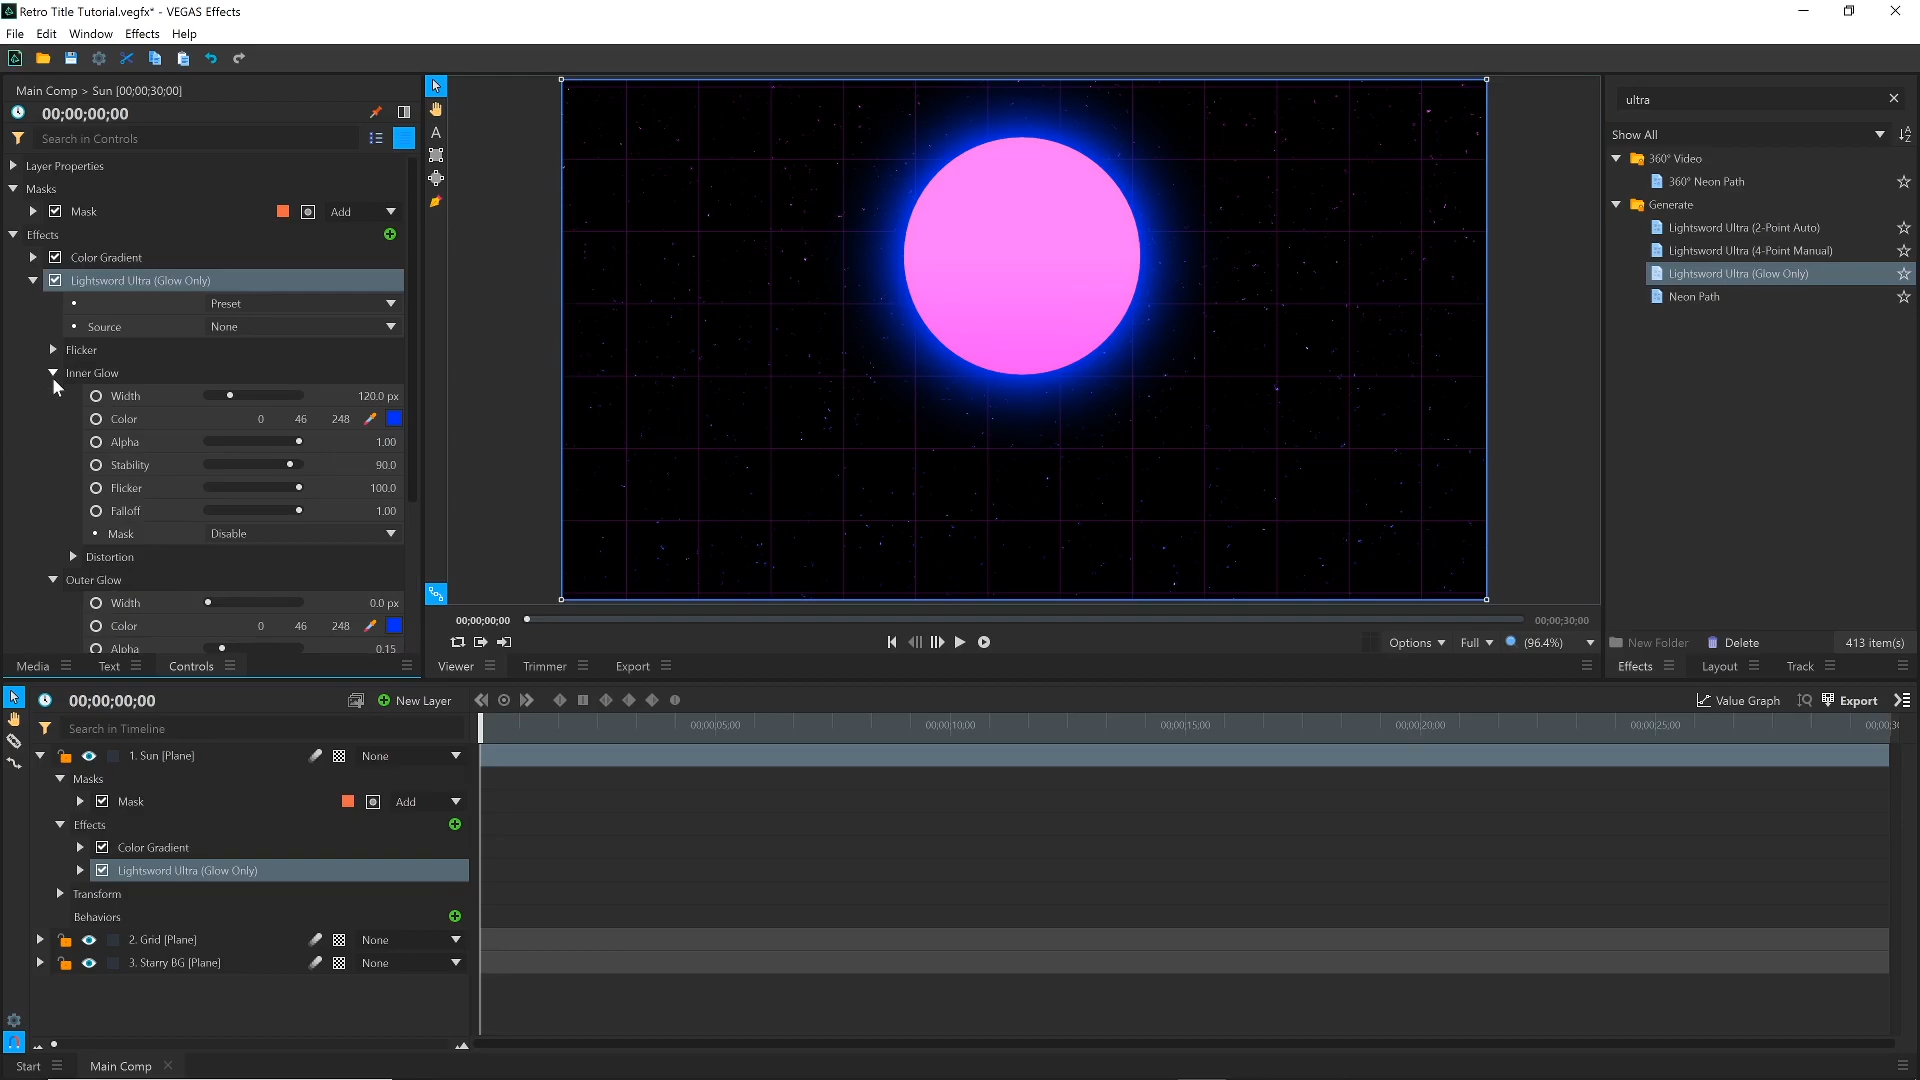 Retro Title Tutorial.vegfx* - VEGAS Effects
File Edit Window Effects Help
Main Comp > Sun [00;00;30;00]
00;00;00;00
Search in Controls
Layer Properties
Masks
Mask Add
Effects
Color Gradient
Lightsword Ultra (Glow Only)
Preset
Source None
Flicker
Inner Glow
Width 120.0 px
Color 0 46 248
Alpha 1.00
Stability 90.0
Flicker 100.0
Falloff 1.00
Mask Disable
Distortion
Outer Glow
Width 0.0 px
Color 0 46 248
Alpha 0.15
Media Text Controls
00;00;00;00 00;00;30;00
Options Full (96.4%)
Viewer Trimmer Export
ultra
Show All
360° Video
360° Neon Path
Generate
Lightsword Ultra (2-Point Auto)
Lightsword Ultra (4-Point Manual)
Lightsword Ultra (Glow Only)
Neon Path
New Folder Delete 413 item(s)
Effects Layout Track
00;00;00;00 New Layer Value Graph Export
Search in Timeline
00;00;05;00 00;00;10;00 00;00;15;00 00;00;20;00 00;00;25;00 00;00;30
1. Sun [Plane] None
Masks
Mask Add
Effects
Color Gradient
Lightsword Ultra (Glow Only)
Transform
Behaviors
2. Grid [Plane] None
3. Starry BG [Plane] None
Start Main Comp